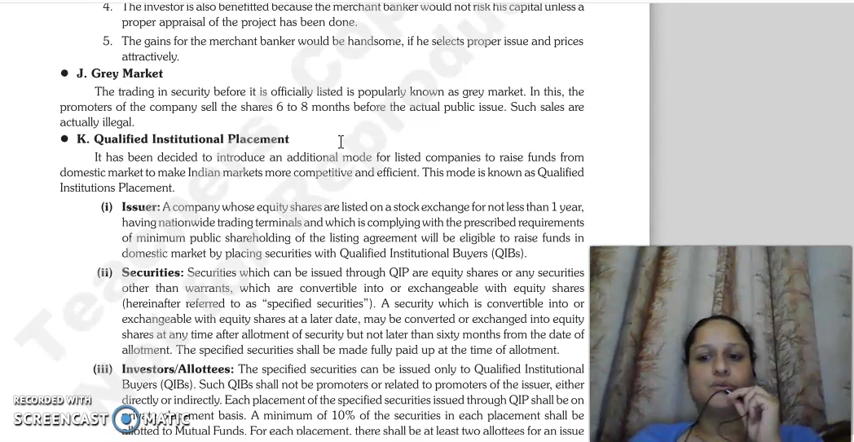 4. The investor is also benefitted because the merchant banker would not risk his capital unless a
proper appraisal of the project has been done.
5. The gains for the merchant banker would be handsome, if he selects proper issue and prices
attractively.
● J. Grey Market
The trading in security before it is officially listed is popularly known as grey market. In this, the
promoters of the company sell the shares 6 to 8 months before the actual public issue. Such sales are
actually illegal.
● K. Qualified Institutional Placement
It has been decided to introduce an additional mode for listed companies to raise funds from
domestic market to make Indian markets more competitive and efficient. This mode is known as Qualified
Institutions Placement.
(i) Issuer: A company whose equity shares are listed on a stock exchange for not less than 1 year,
having nationwide trading terminals and which is complying with the prescribed requirements
of minimum public shareholding of the listing agreement will be eligible to raise funds in
domestic market by placing securities with Qualified Institutional Buyers (QIBs).
(ii) Securities: Securities which can be issued through QIP are equity shares or any securities
other than warrants, which are convertible into or exchangeable with equity shares
(hereinafter referred to as “specified securities”). A security which is convertible into or
exchangeable with equity shares at a later date, may be converted or exchanged into equity
shares at any time after allotment of security but not later than sixty months from the date of
allotment. The specified securities shall be made fully paid up at the time of allotment.
(iii) Investors/Allottees: The specified securities can be issued only to Qualified Institutional
Buyers (QIBs). Such QIBs shall not be promoters or related to promoters of the issuer, either
directly or indirectly. Each placement of the specified securities issued through QIP shall be on
basis. A minimum of 10% of the securities in each placement shall be
allotted to Mutual Funds. For each placement, there shall be at least two allottees for an issue
RECORDED WITH
SCREENCAST MATIC
Teachers' Copy